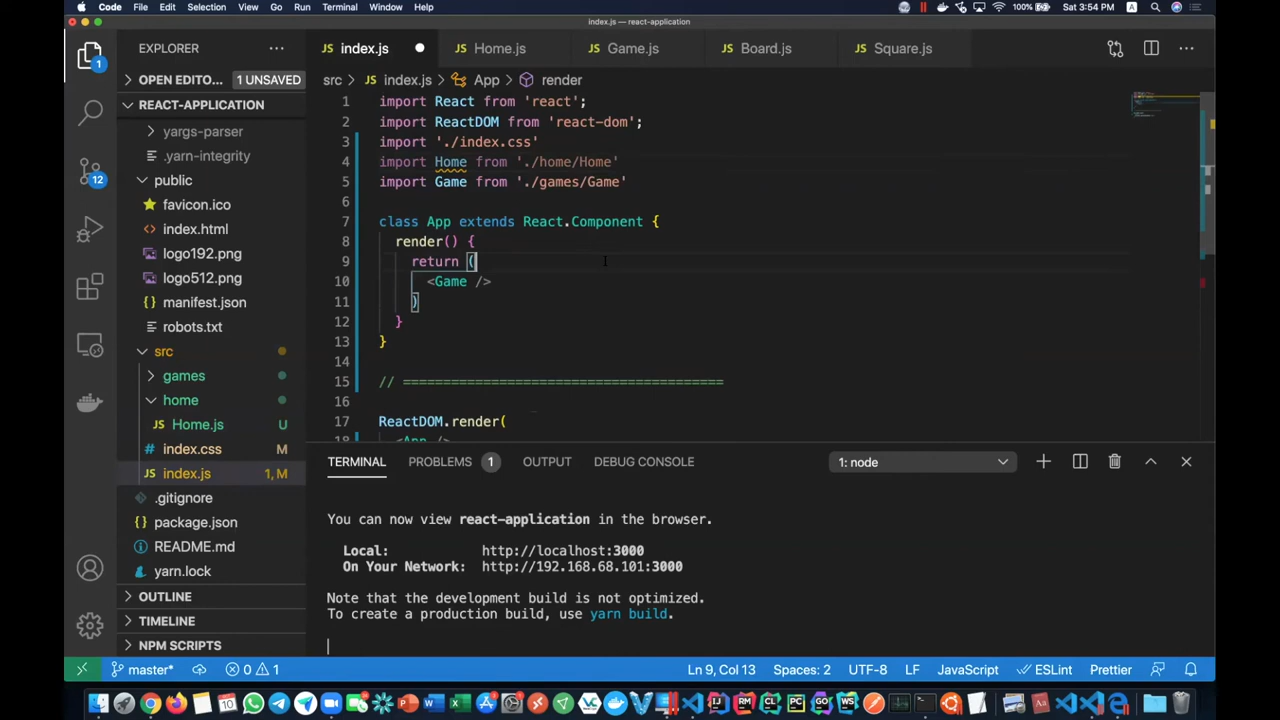 Code File Edit Selection View Go Run Terminal Window Help 100% Sat 3:54 PM A
index.js — react-application
EXPLORER
index.js
Home.js
Game.js
Board.js
Square.js
OPEN EDITO... 1 UNSAVED
src > JS index.js > App > render
REACT-APPLICATION
yargs-parser
.yarn-integrity
public
favicon.ico
index.html
logo192.png
logo512.png
manifest.json
robots.txt
src
games
home
JS Home.js U
# index.css M
JS index.js 1, M
.gitignore
{} package.json
README.md
yarn.lock
OUTLINE
TIMELINE
NPM SCRIPTS
1
12
1 import React from 'react';
2 import ReactDOM from 'react-dom';
3 import './index.css'
4 import Home from './home/Home'
5 import Game from './games/Game'
6
7 class App extends React.Component {
8 render() {
9 return (
10 <Game />
11 )
12 }
13 }
14
15 // ========================================
16
17 ReactDOM.render(
18 <App />
TERMINAL PROBLEMS 1 OUTPUT DEBUG CONSOLE 1: node
You can now view react-application in the browser.
Local: http://localhost:3000
On Your Network: http://192.168.68.101:3000
Note that the development build is not optimized.
To create a production build, use yarn build.
master* 0 1 Ln 9, Col 13 Spaces: 2 UTF-8 LF JavaScript ESLint Prettier